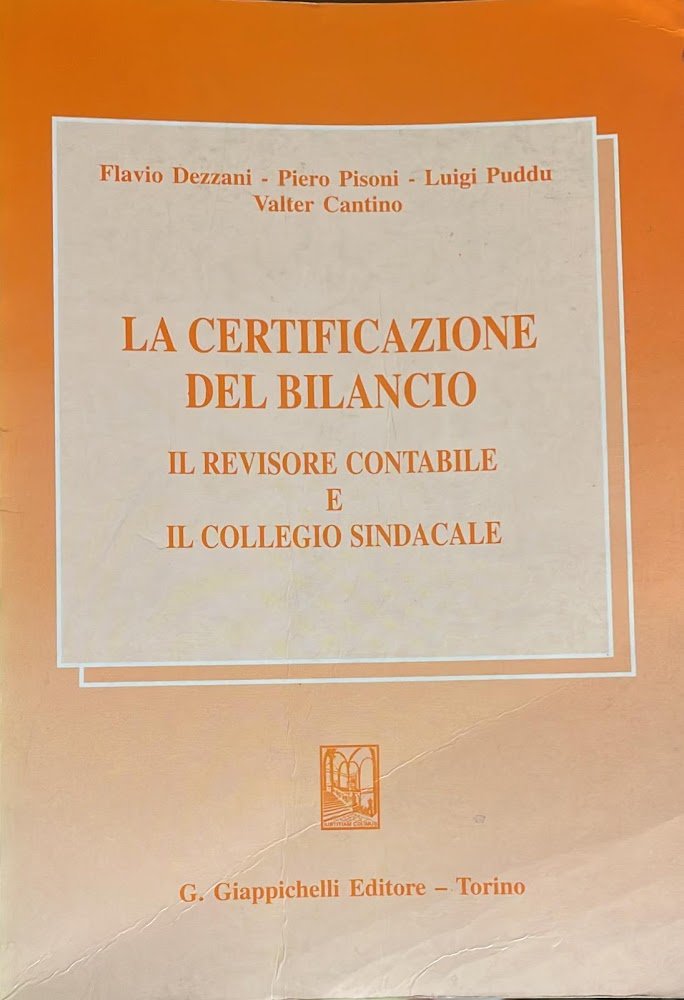 Flavio Dezzani - Piero Pisoni - Luigi Puddu
Valter Cantino
LA CERTIFICAZIONE
DEL BILANCIO
IL REVISORE CONTABILE
E
IL COLLEGIO SINDACALE
G. Giappichelli Editore – Torino